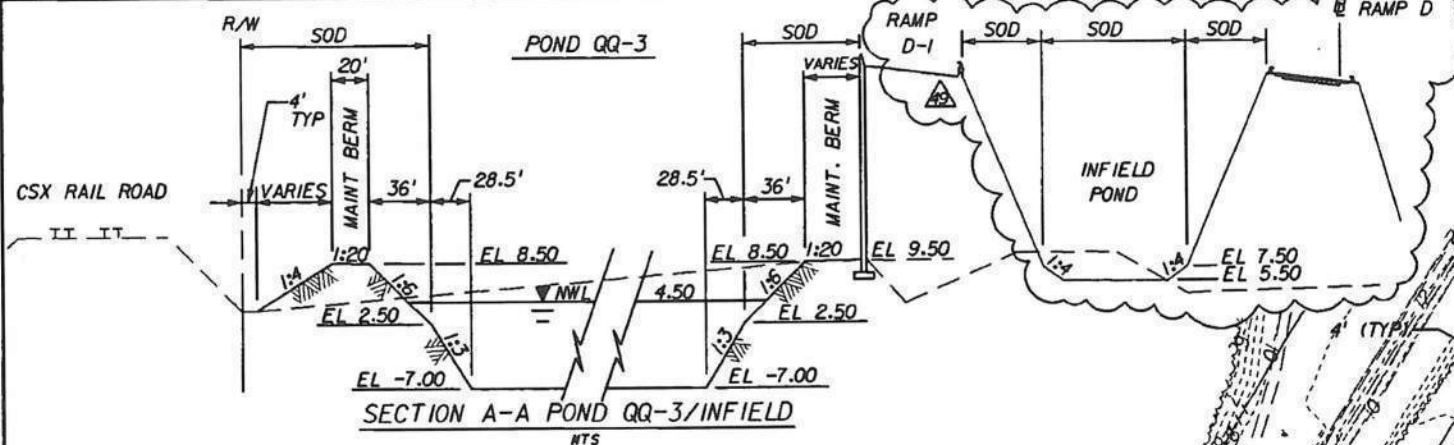 R/W
SOD
POND QQ-3
SOD
RAMP
D-1
SOD
SOD
SOD
RAMP D
20'
VARIES
4'
TYP
49
CSX RAIL ROAD
VARIES
MAINT BERM
36'
28.5'
28.5'
36'
MAINT. BERM
INFIELD
POND
1:20
EL 8.50
EL 8.50
1:20
EL 9.50
1:4
1:6
1:6
1:4
1:4
EL 7.50
EL 5.50
NWL
4.50
EL 2.50
EL 2.50
4' (TYP)
1:3
1:3
EL -7.00
EL -7.00
SECTION A-A POND QQ-3/INFIELD
NTS